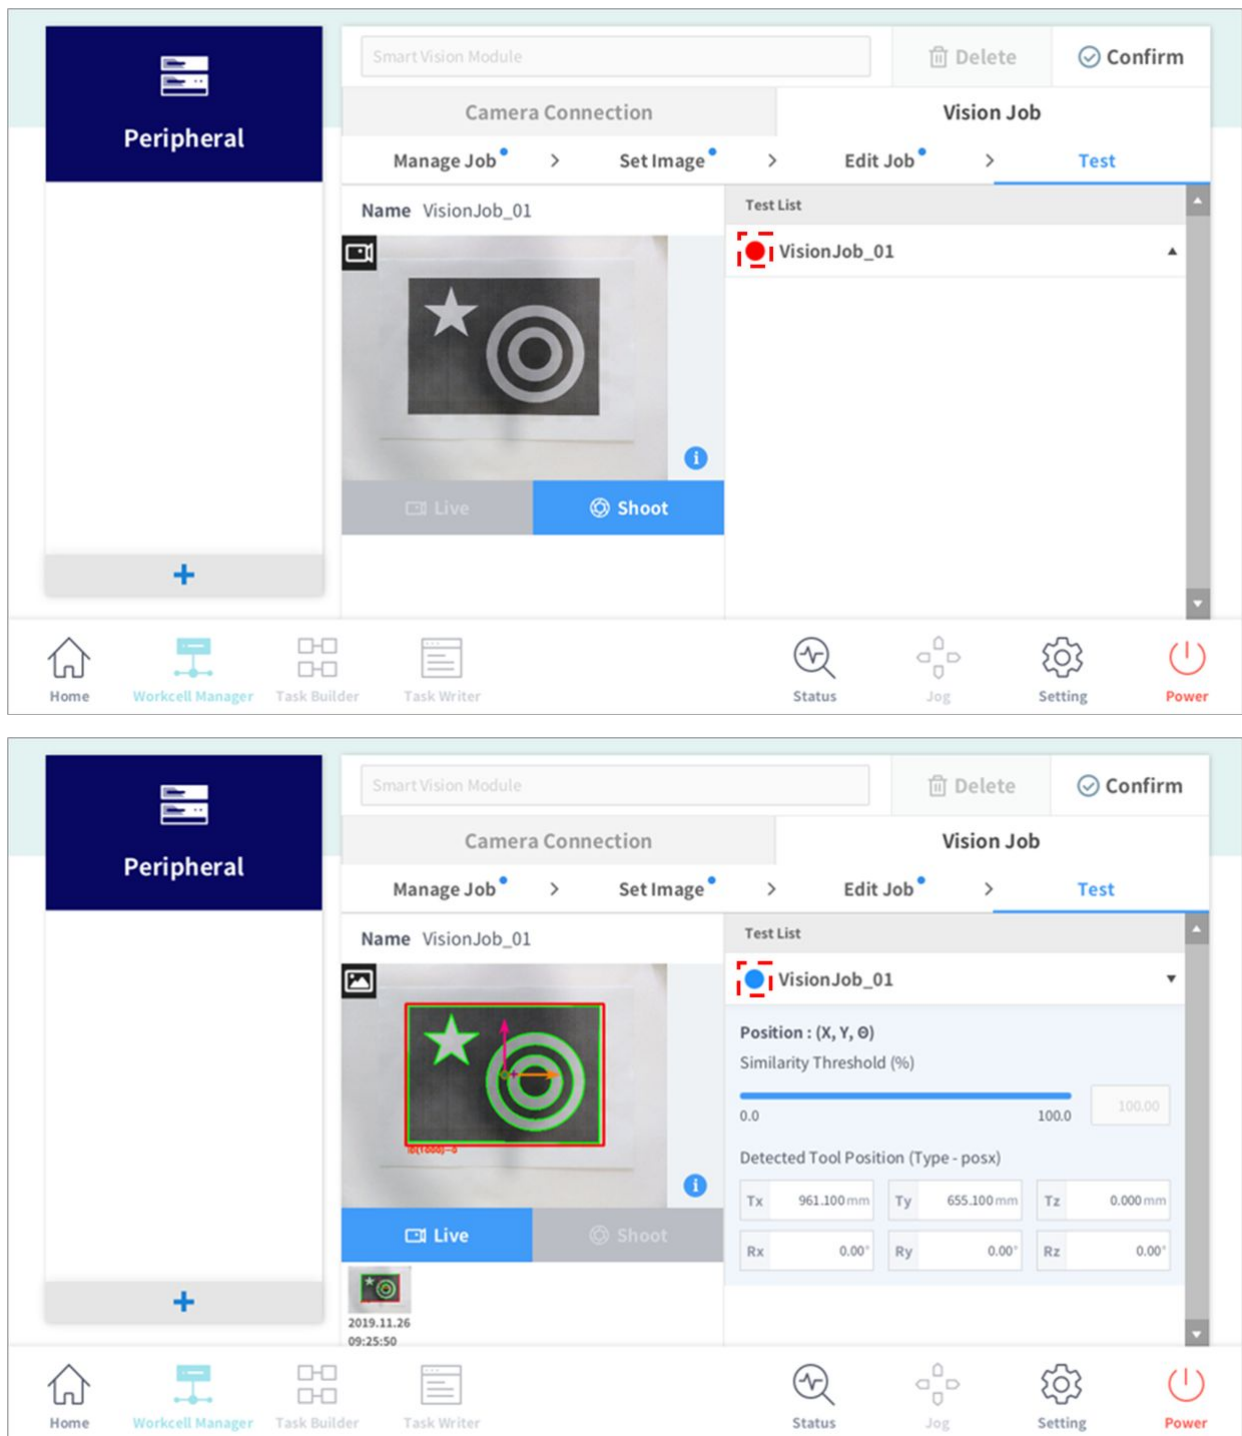 Smart Vision Module
Delete
Confirm
Peripheral
Camera Connection
Vision Job
Manage Job > Set Image > Edit Job > Test
Name VisionJob_01
Test List
VisionJob_01
Live
Shoot
+
Home
Workcell Manager
Task Builder
Task Writer
Status
Jog
Setting
Power
Smart Vision Module
Delete
Confirm
Peripheral
Camera Connection
Vision Job
Manage Job > Set Image > Edit Job > Test
Name VisionJob_01
Test List
VisionJob_01
Position : (X, Y, Θ)
Similarity Threshold (%)
0.0 100.0 100.00
Detected Tool Position (Type - posx)
Tx 961.100 mm Ty 655.100 mm Tz 0.000 mm
Rx 0.00° Ry 0.00° Rz 0.00°
Live
Shoot
2019.11.26
09:25:50
+
Home
Workcell Manager
Task Builder
Task Writer
Status
Jog
Setting
Power